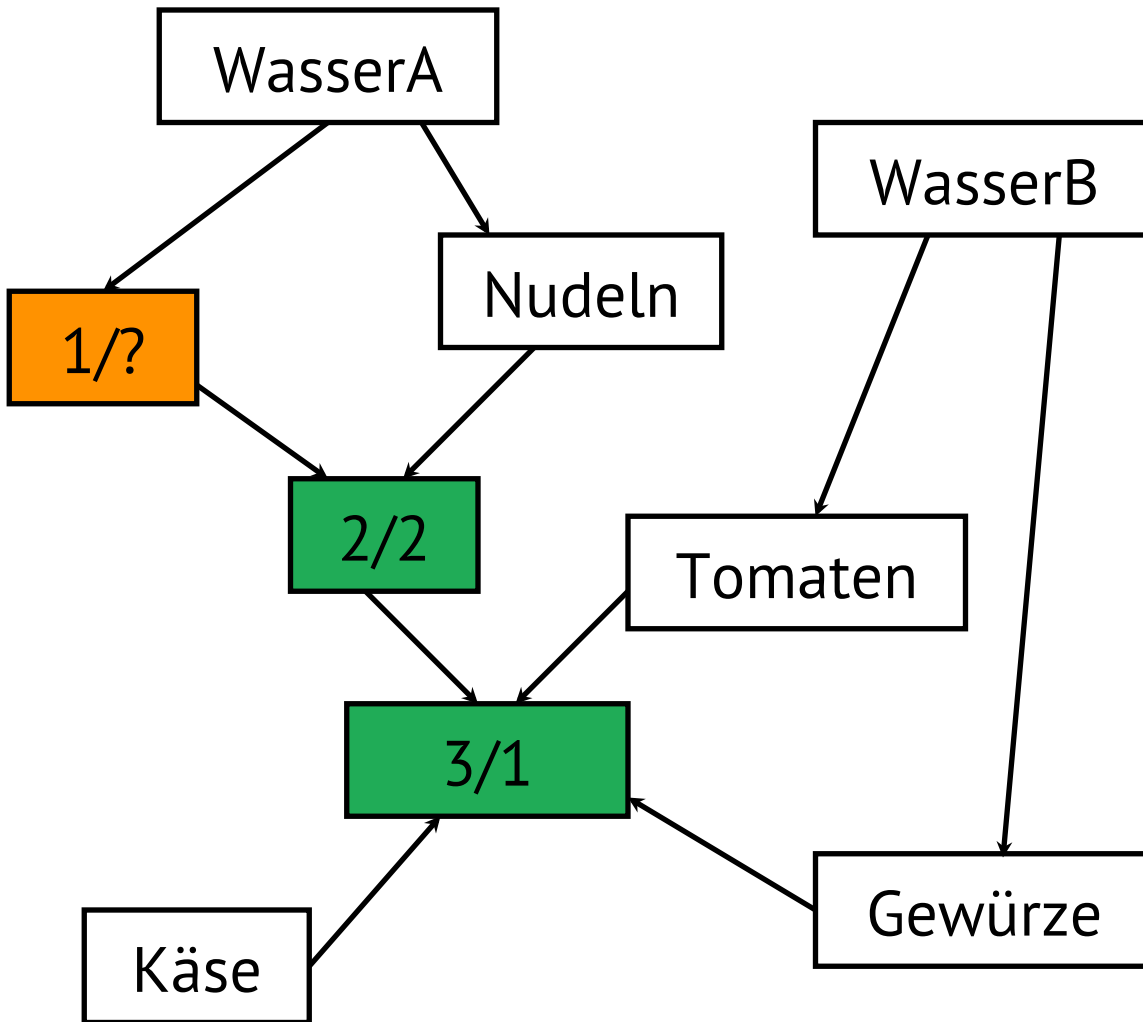 WasserA
WasserB
Nudeln
1/?
2/2
Tomaten
3/1
Gewürze
Käse